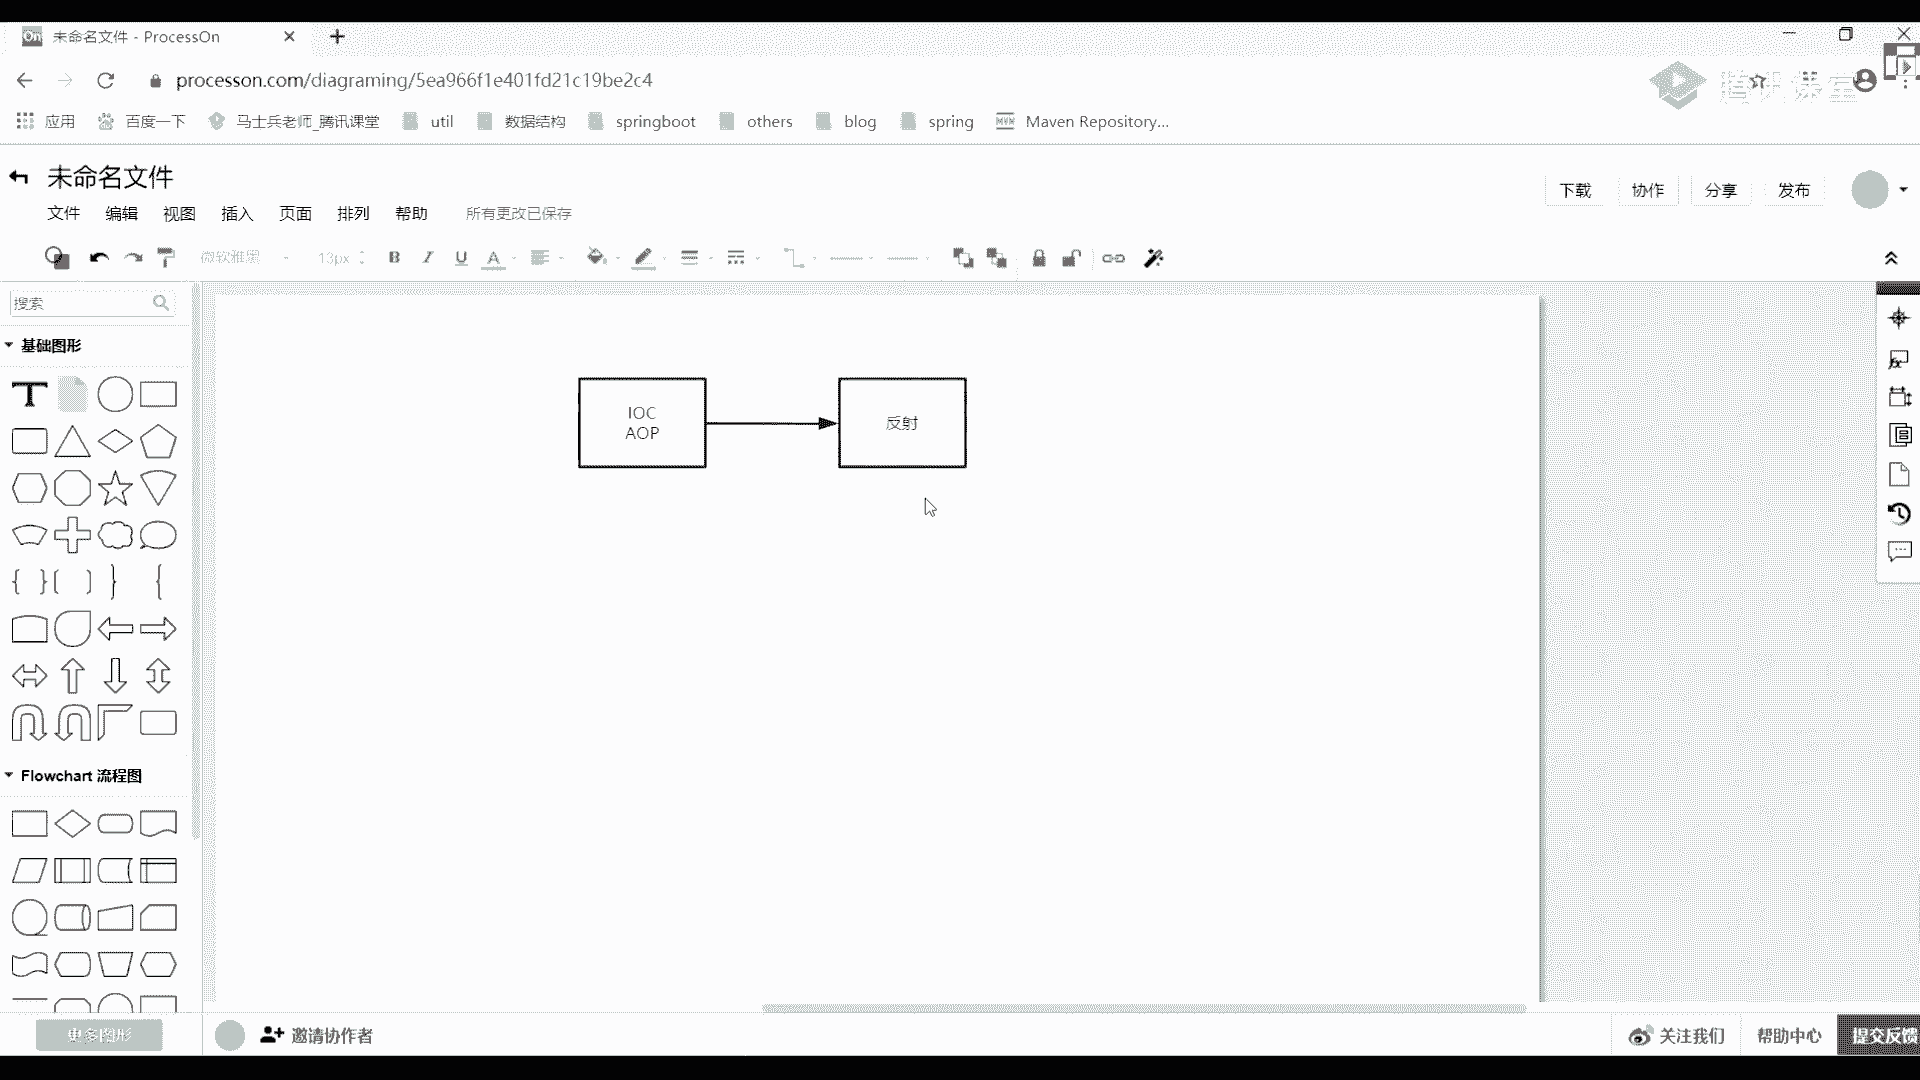 未命名文件 - ProcessOn
processon.com/diagraming/5ea966f1e401fd21c19be2c4
腾讯课堂
应用 百度一下 马士兵老师_腾讯课堂 util 数据结构 springboot others blog spring Maven Repository...
未命名文件
下载 协作 分享 发布
文件 编辑 视图 插入 页面 排列 帮助 所有更改已保存
微软雅黑 13px B I U A
搜索
基础图形
T
IOC
AOP
反射
Flowchart 流程图
更多图形
邀请协作者
关注我们 帮助中心 提交反馈